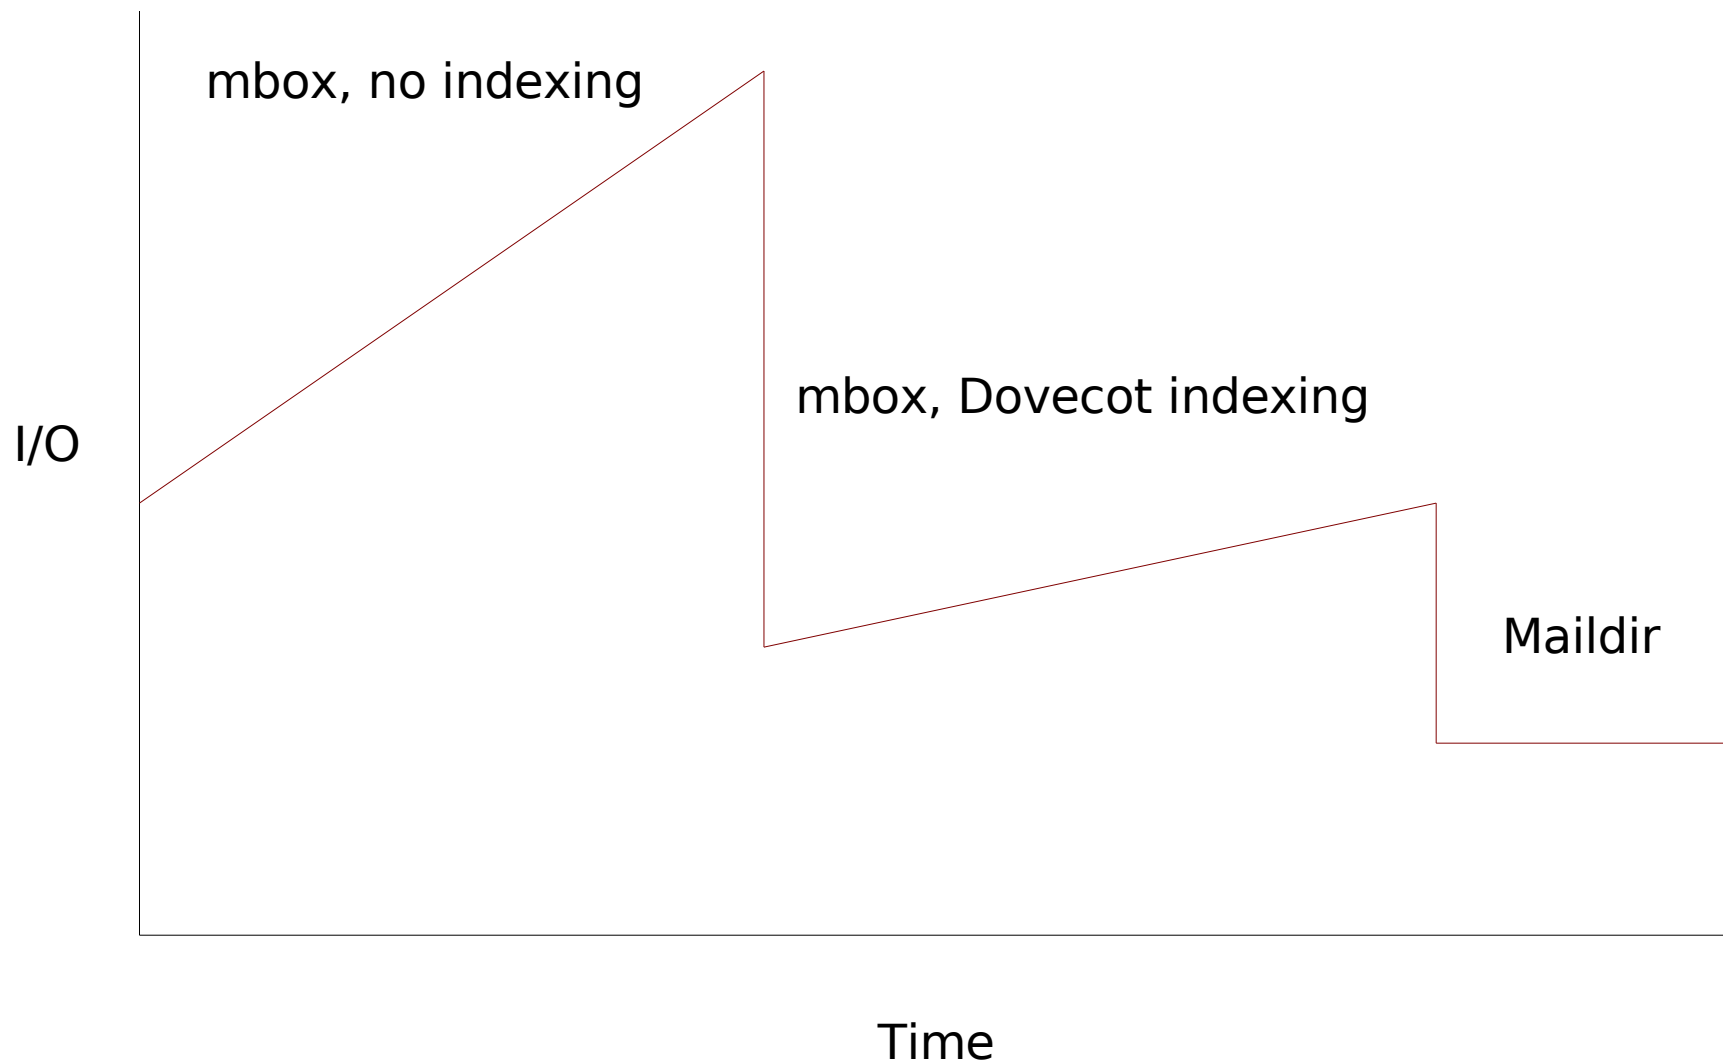 mbox, no indexing
mbox, Dovecot indexing
I/O
Maildir
Time